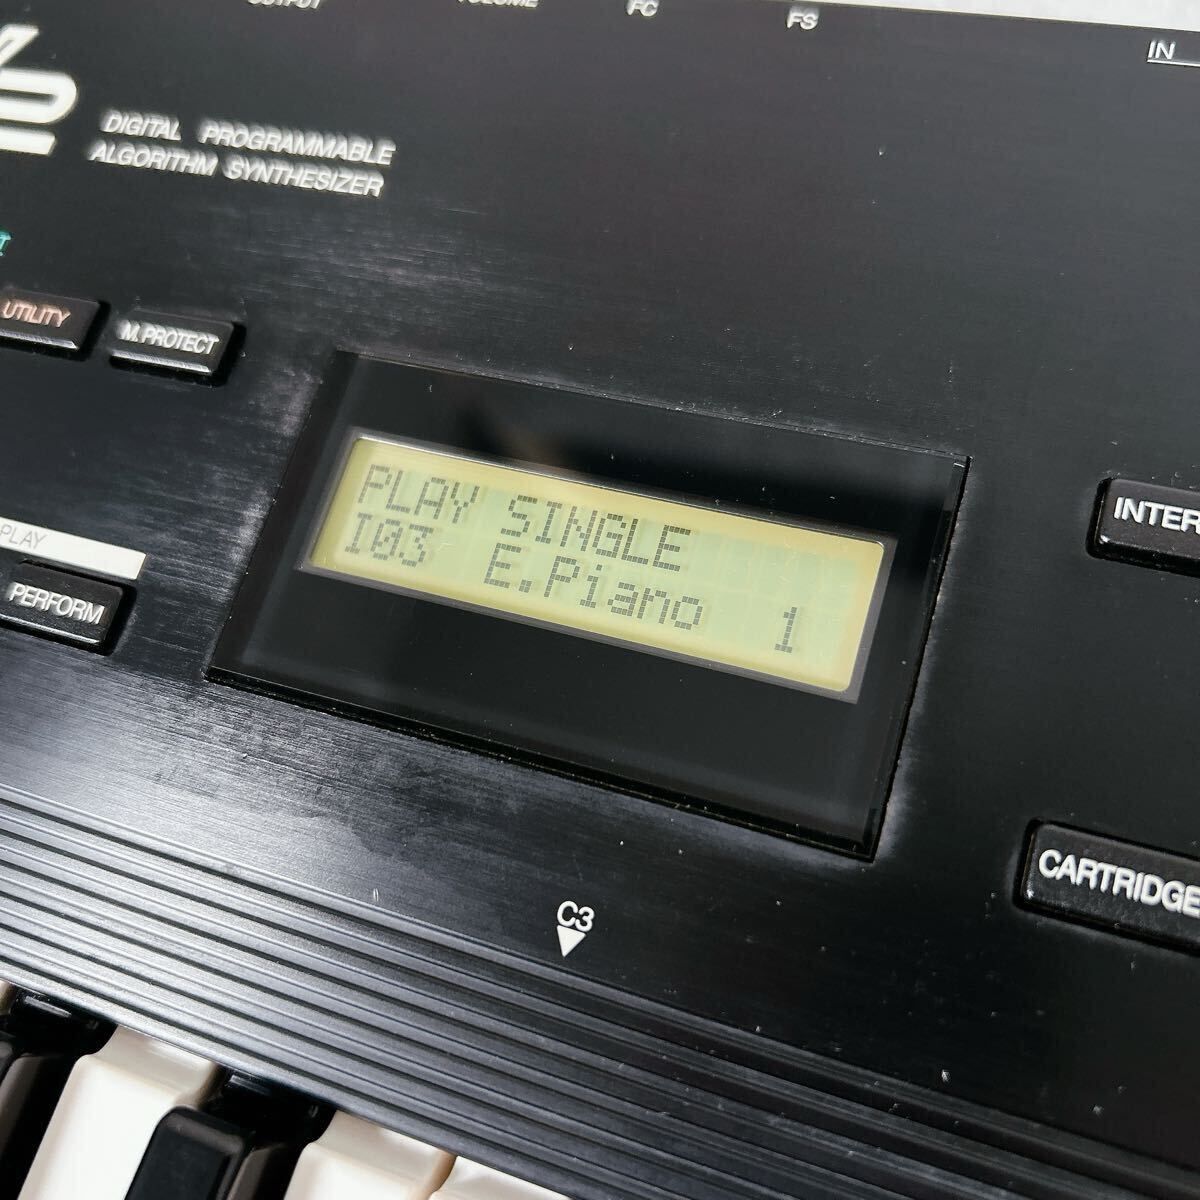 OUTPUT VOLUME FC FS IN
6
DIGITAL PROGRAMMABLE
ALGORITHM SYNTHESIZER
UTILITY M.PROTECT
PLAY SINGLE
I03 E.Piano 1
PLAY
PERFORM
INTER
CARTRIDGE
C3